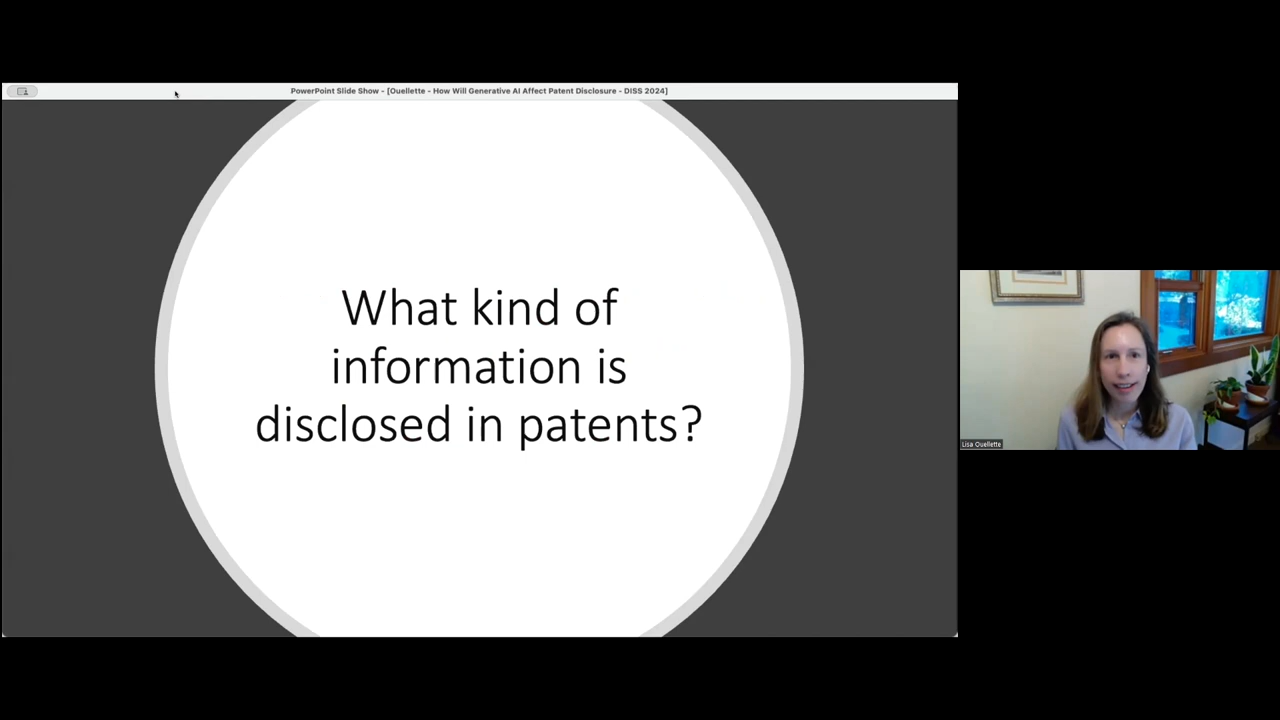 PowerPoint Slide Show - [Ouellette - How Will Generative AI Affect Patent Disclosure - DISS 2024]
What kind of
information is
disclosed in patents?
Lisa Ouellette